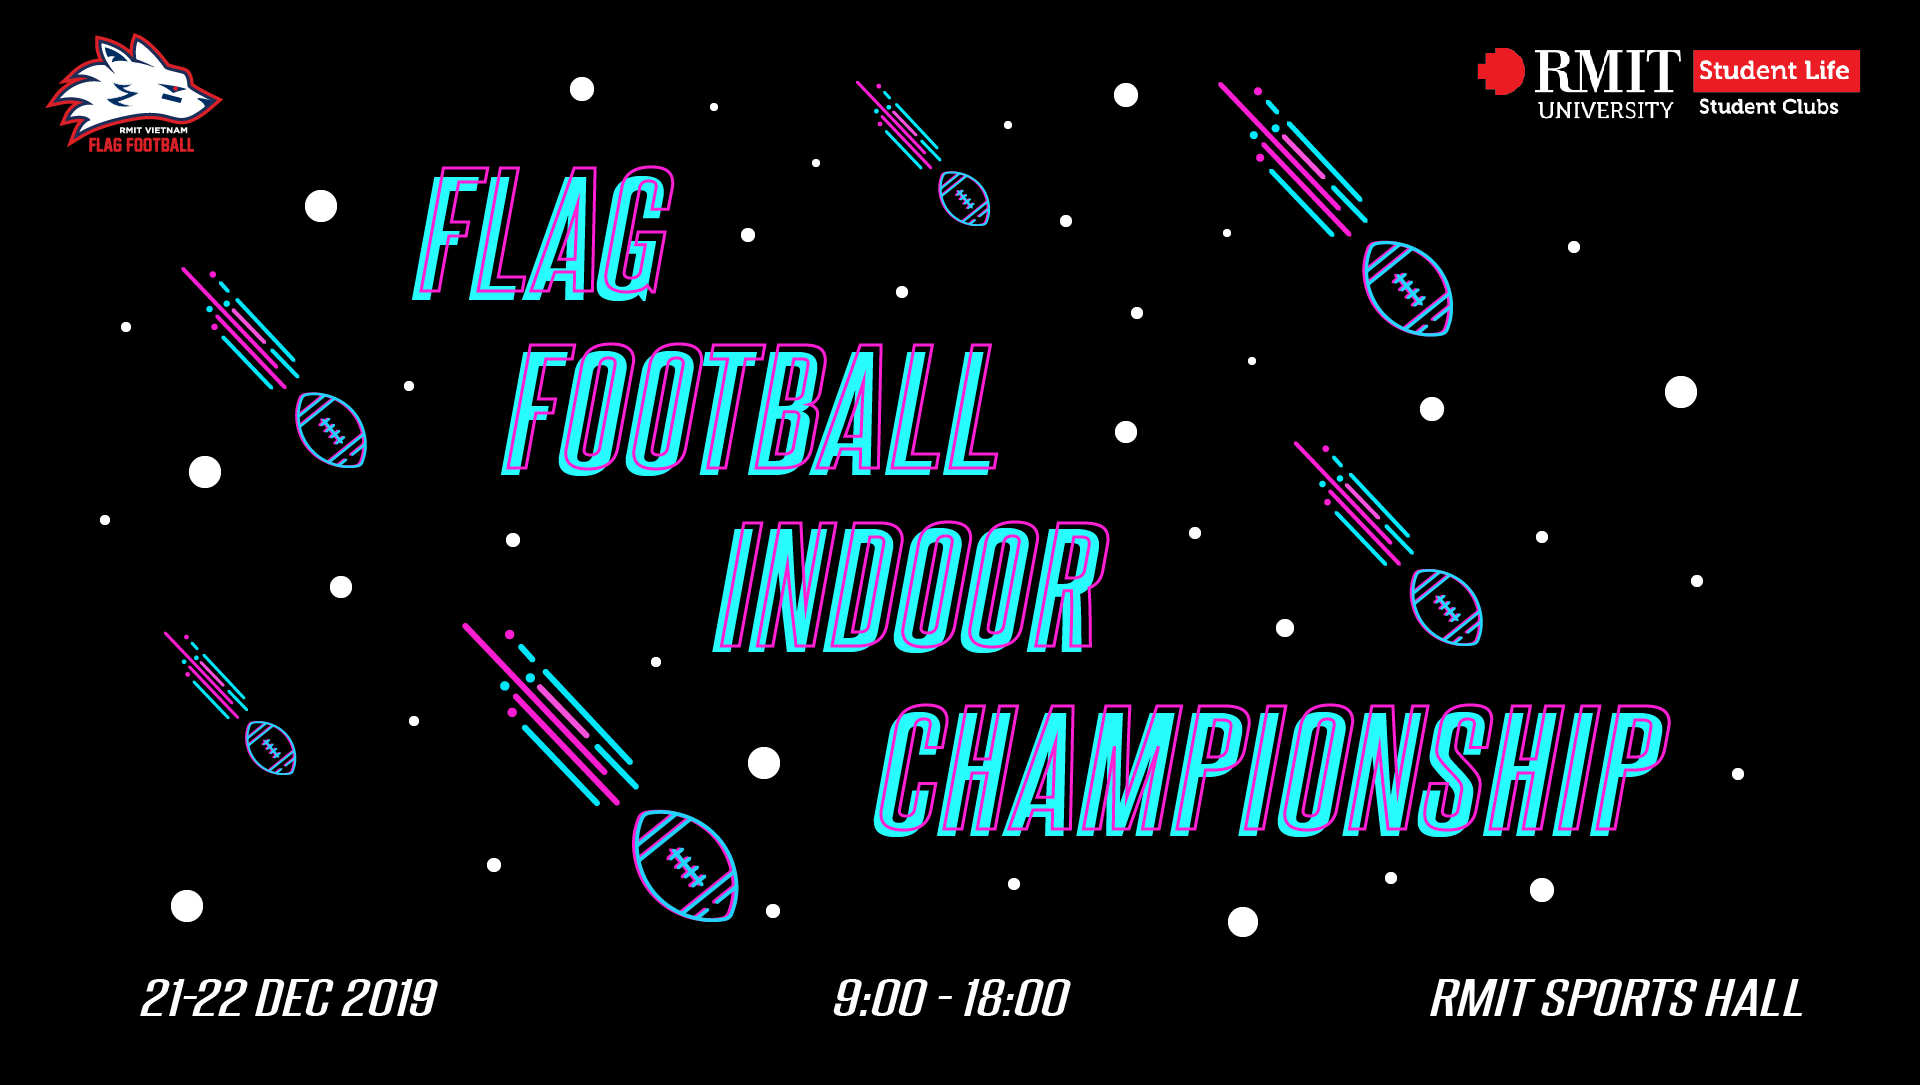 RMIT VIETNAM
FLAG FOOTBALL
RMIT
UNIVERSITY
Student Life
Student Clubs
FLAG
FOOTBALL
INDOOR
CHAMPIONSHIP
21-22 DEC 2019
9:00 - 18:00
RMIT SPORTS HALL